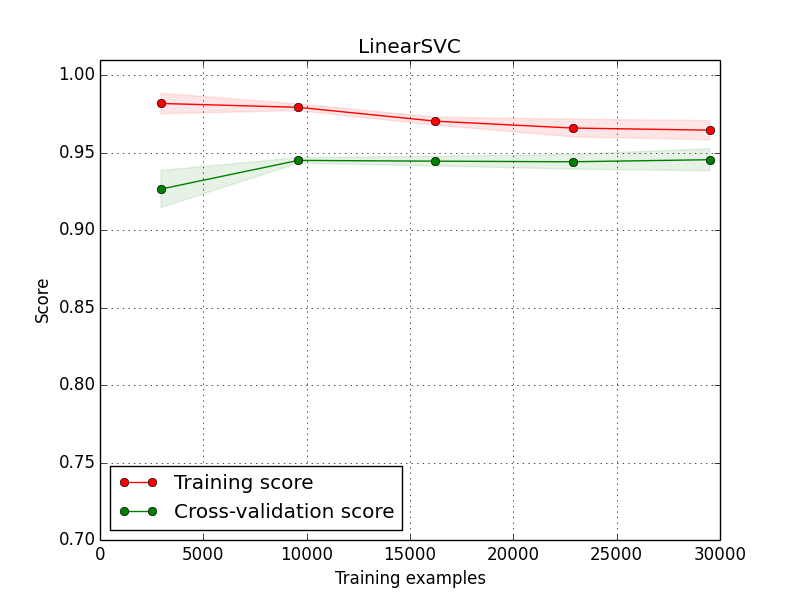 LinearSVC
1.00
0.95
0.90
0.85
0.80
0.75
0.70
Score
Training score
Cross-validation score
0 5000 10000 15000 20000 25000 30000
Training examples